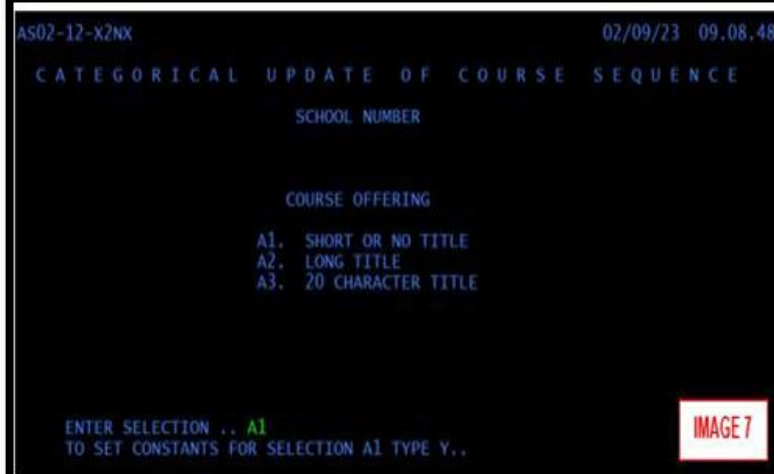 AS02-12-X2NX 02/09/23 09.08.48
CATEGORICAL UPDATE OF COURSE SEQUENCE
SCHOOL NUMBER
COURSE OFFERING
A1. SHORT OR NO TITLE
A2. LONG TITLE
A3. 20 CHARACTER TITLE
ENTER SELECTION .. A1
TO SET CONSTANTS FOR SELECTION A1 TYPE Y..
IMAGE 7